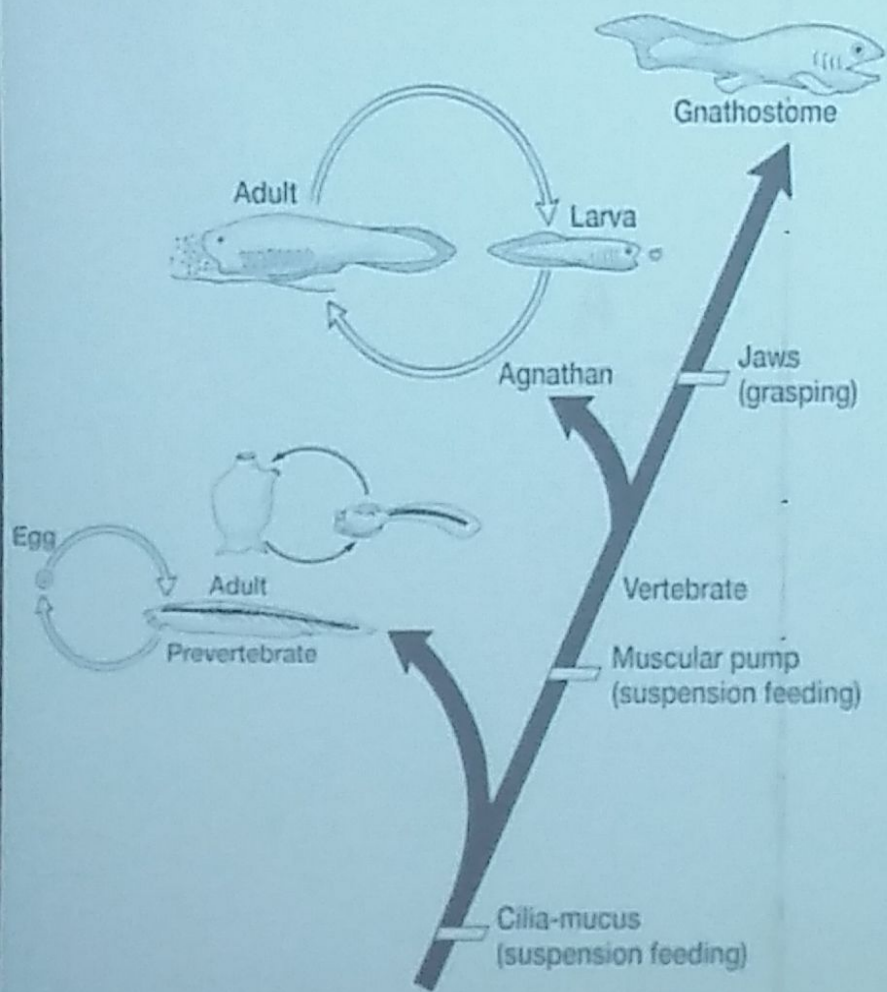 Gnathostome
Adult
Larva
Jaws
(grasping)
Agnathan
Egg
Adult
Vertebrate
Prevertebrate
Muscular pump
(suspension feeding)
Cilia-mucus
(suspension feeding)